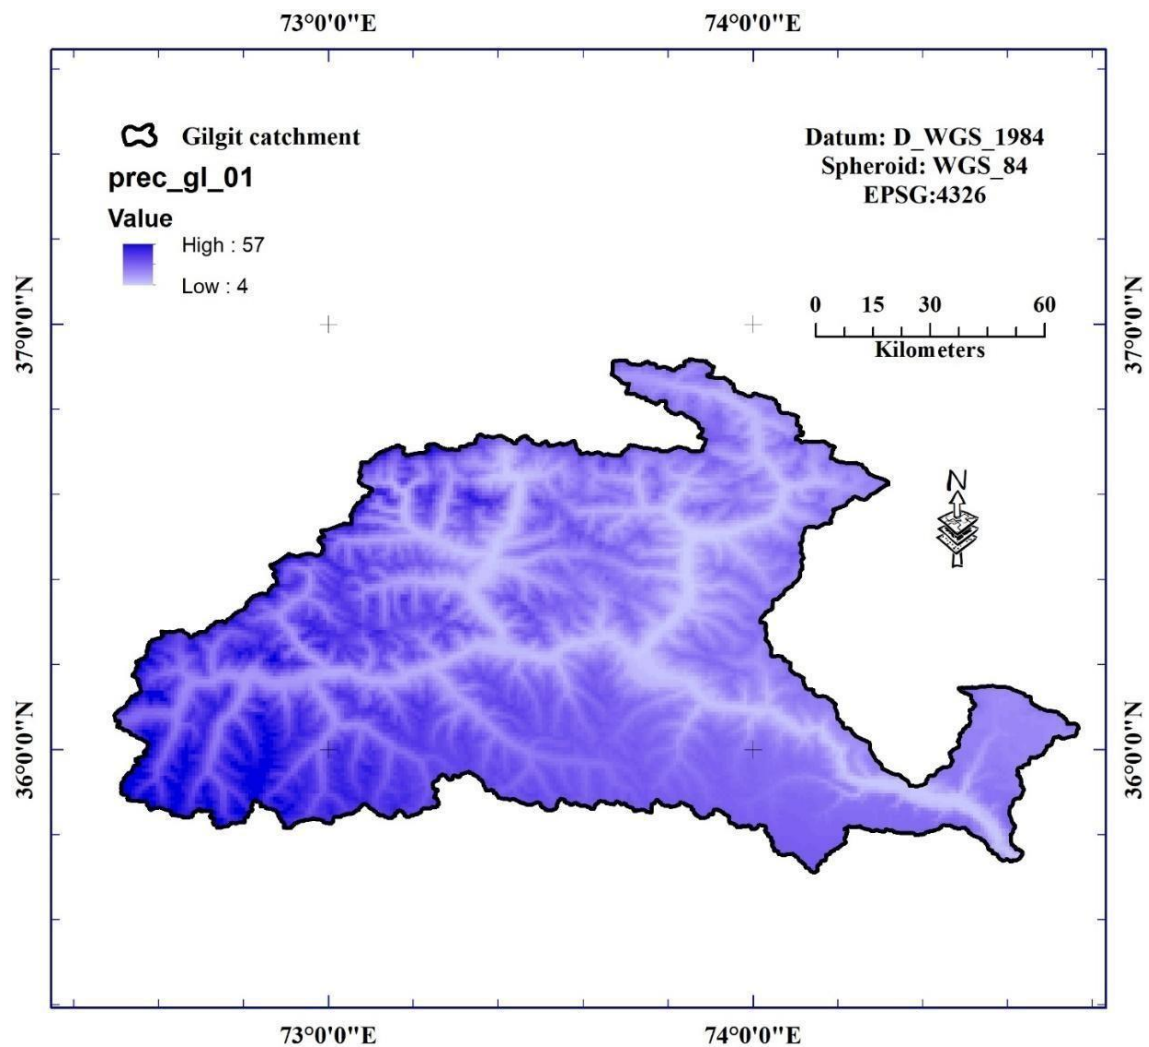 73°0'0"E
74°0'0"E
Gilgit catchment
prec_gl_01
Value
High : 57
Low : 4
Datum: D_WGS_1984
Spheroid: WGS_84
EPSG:4326
0 15 30 60
Kilometers
37°0'0"N
37°0'0"N
N
36°0'0"N
36°0'0"N
73°0'0"E
74°0'0"E